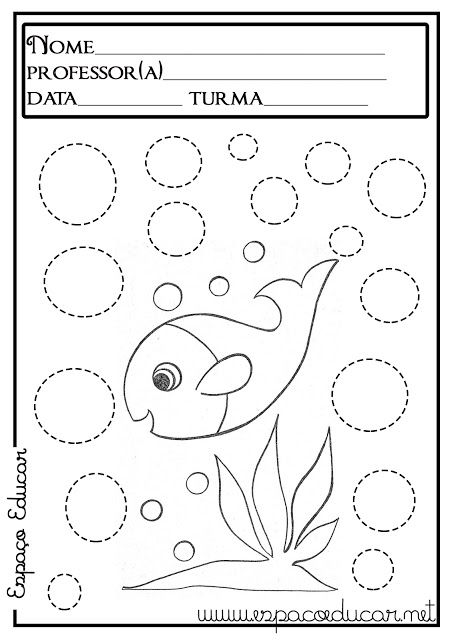 Nome
professor(a)
data turma
Espaço Educar
www.espacoeducar.net